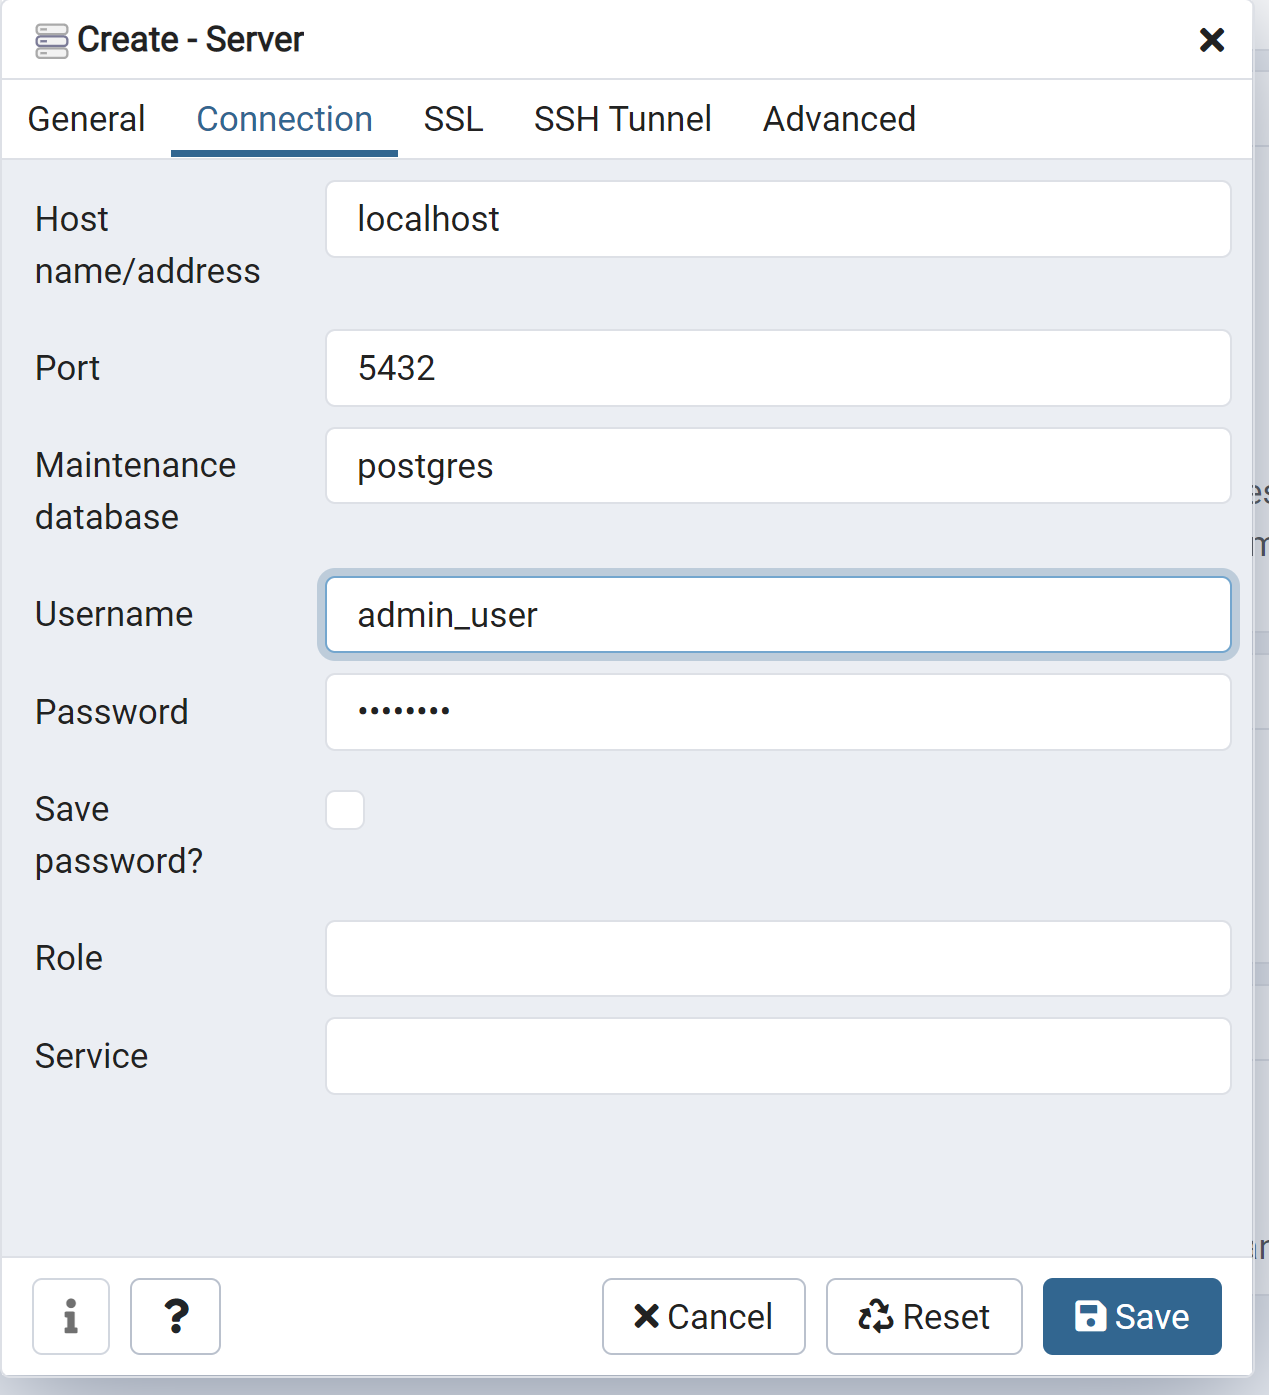 Create - Server
General Connection SSL SSH Tunnel Advanced
Host
name/address
localhost
Port
5432
Maintenance
database
postgres
Username
admin_user
Password
••••••••
Save
password?
Role
Service
Cancel Reset Save